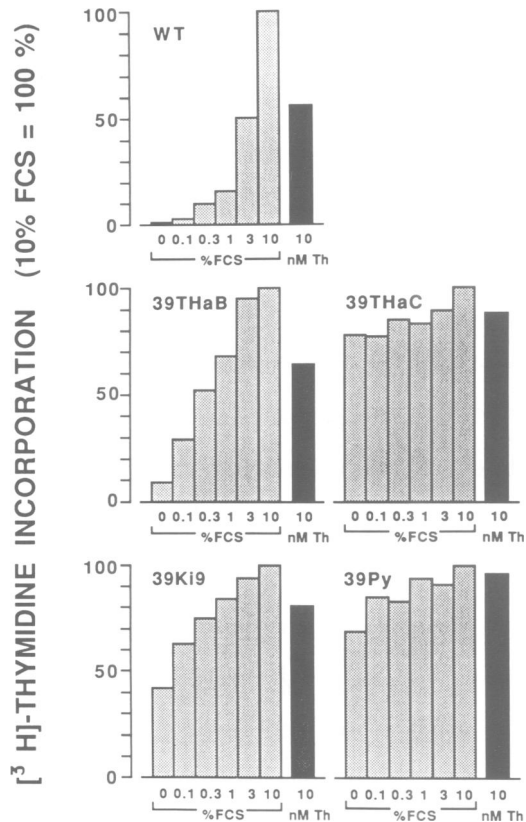 [³ H]-THYMIDINE INCORPORATION (10% FCS = 100 %)
WT
100
50
0
0 0.1 0.3 1 3 10 10
%FCS nM Th
39THaB 39THaC
100
50
0
0 0.1 0.3 1 3 10 10 0 0.1 0.3 1 3 10 10
%FCS nM Th %FCS nM Th
39Ki9 39Py
100
50
0
0 0.1 0.3 1 3 10 10 0 0.1 0.3 1 3 10 10
%FCS nM Th %FCS nM Th